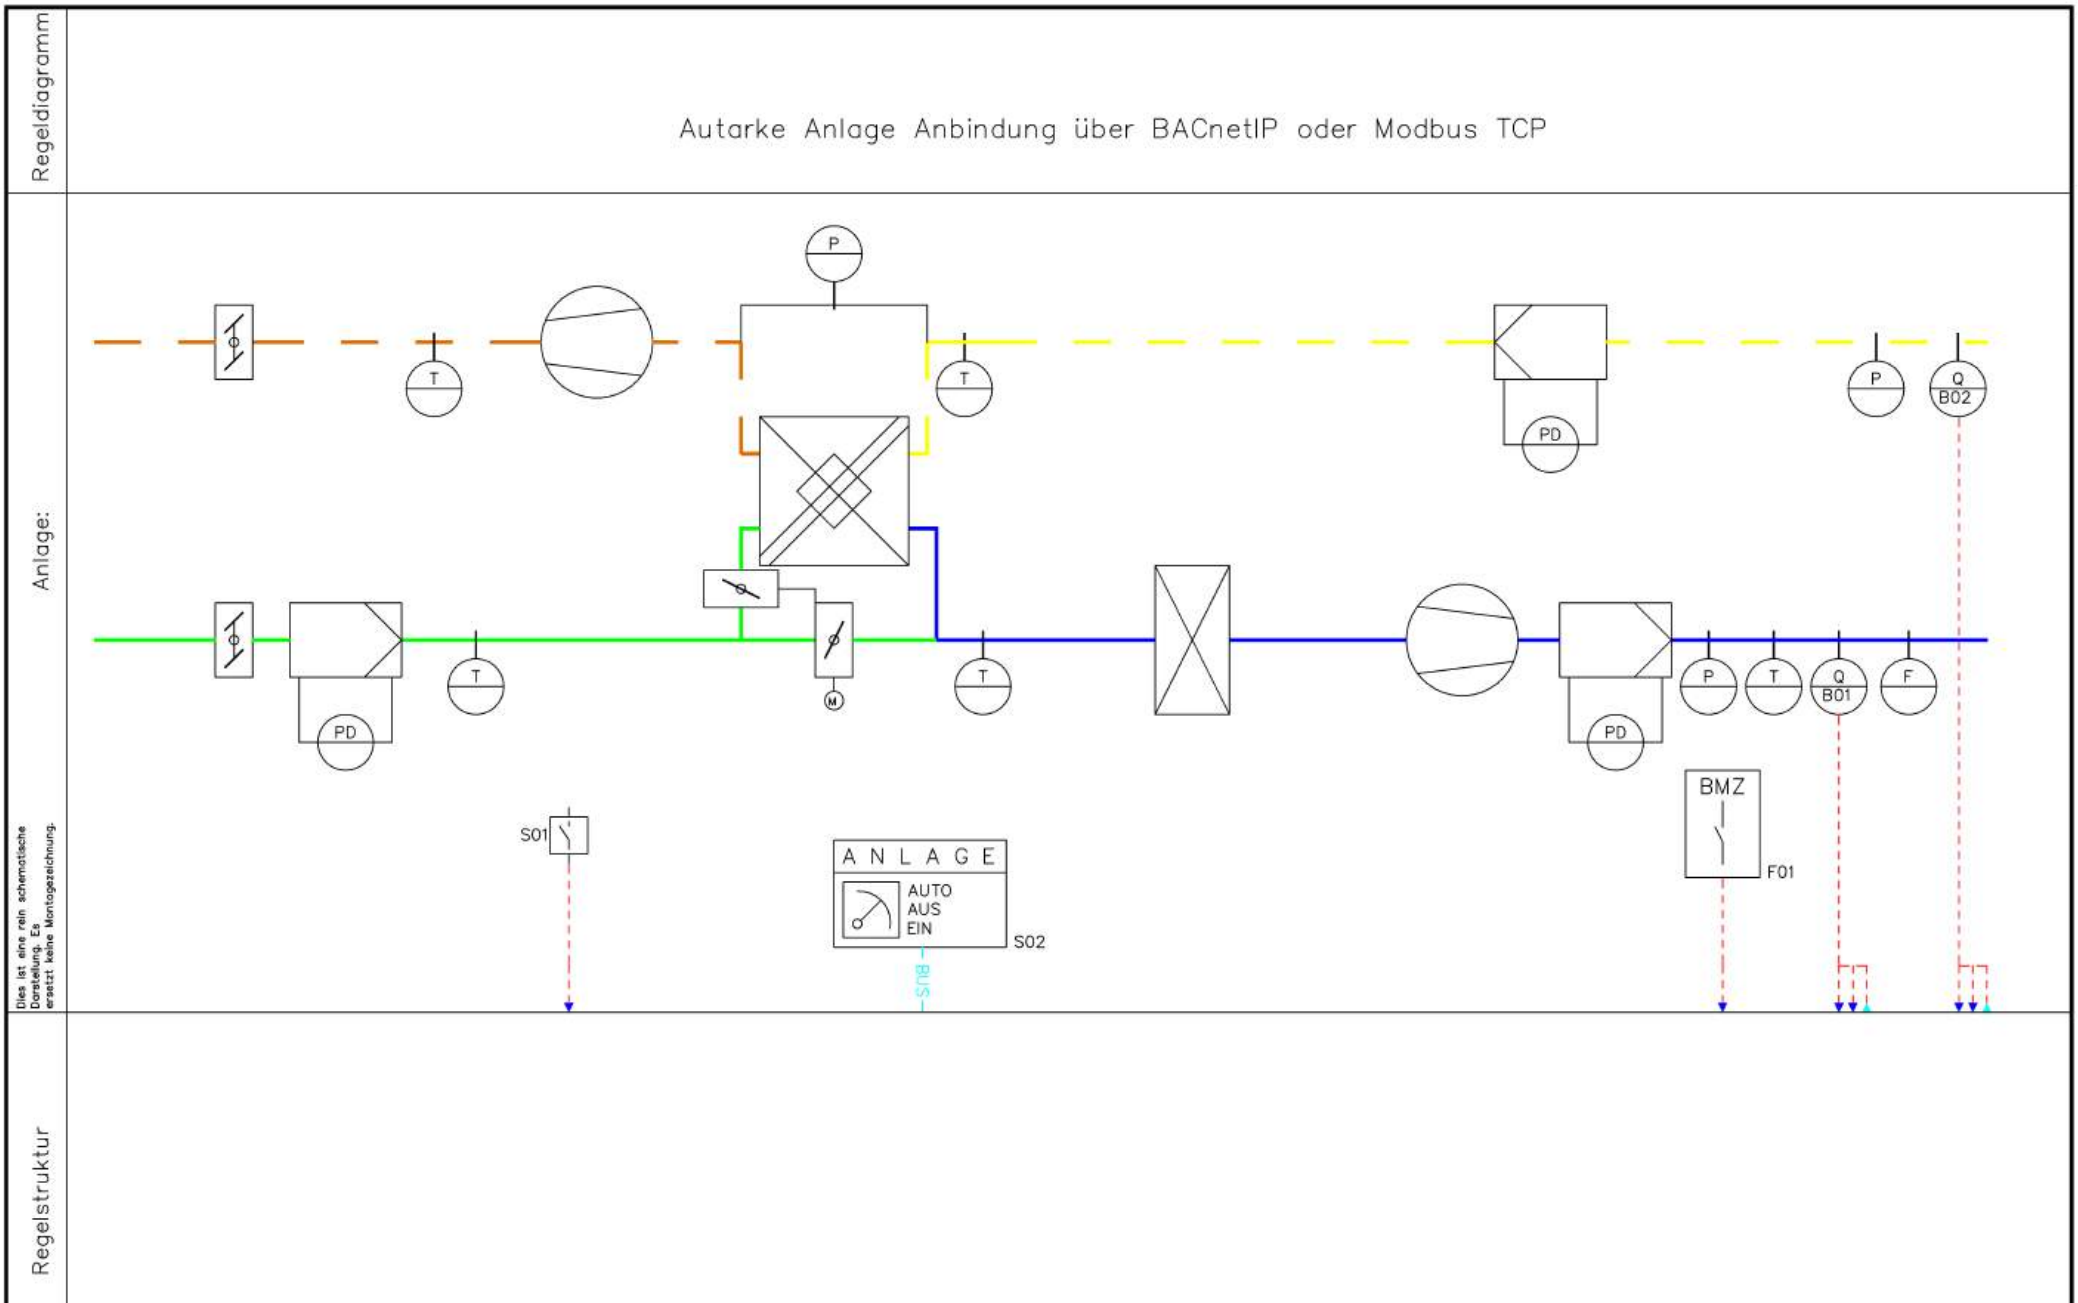 Regeldiagramm
Autarke Anlage Anbindung über BACnetIP oder Modbus TCP
Anlage:
P
T
T
P
Q
B02
PD
T
M
T
P
T
Q
B01
F
PD
PD
BMZ
F01
S01
A N L A G E
AUTO
AUS
EIN
S02
BUS
Dies ist eine rein schematische
Darstellung. Es
ersetzt keine Montagezeichnung.
Regelstruktur